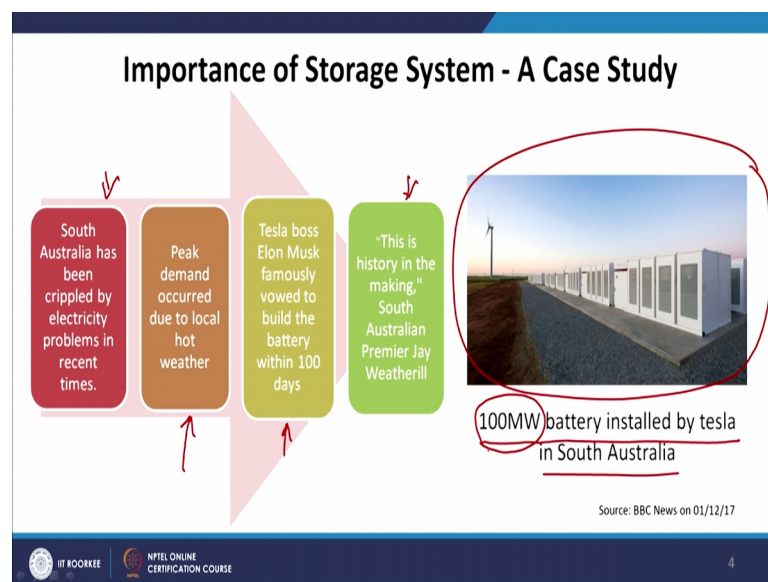 Importance of Storage System - A Case Study
South
Australia has
been
crippled by
electricity
problems in
recent
times.
Peak
demand
occurred
due to local
hot
weather
Tesla boss
Elon Musk
famously
vowed to
build the
battery
within 100
days
"This is
history in the
making,"
South
Australian
Premier Jay
Weatherill
100MW battery installed by tesla
in South Australia
Source: BBC News on 01/12/17
IIT ROORKEE
NPTEL ONLINE
CERTIFICATION COURSE
4